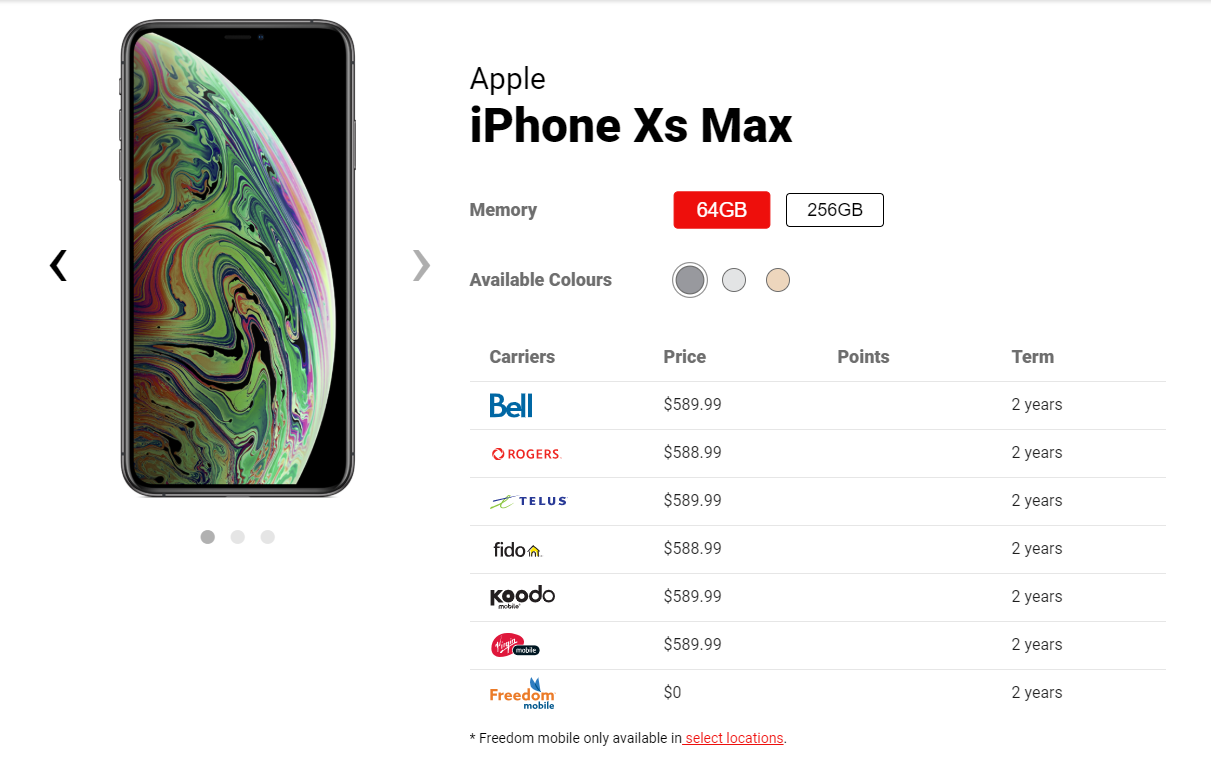 Apple
iPhone Xs Max
Memory 64GB 256GB
Available Colours
Carriers Price Points Term
Bell $589.99 2 years
ROGERS. $588.99 2 years
TELUS $589.99 2 years
fido $588.99 2 years
koodo mobile $589.99 2 years
Virgin mobile $589.99 2 years
Freedom mobile $0 2 years
* Freedom mobile only available in select locations.